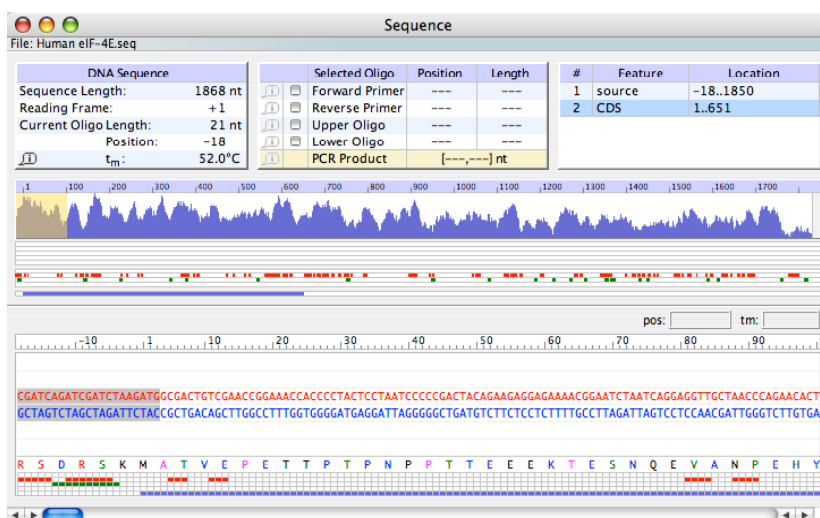 Sequence
File: Human eIF-4E.seq
DNA Sequence
Sequence Length: 1868 nt
Reading Frame: +1
Current Oligo Length: 21 nt
Position: -18
tm: 52.0°C
Selected Oligo Position Length
Forward Primer --- ---
Reverse Primer --- ---
Upper Oligo --- ---
Lower Oligo --- ---
PCR Product [---,---] nt
# Feature Location
1 source -18..1850
2 CDS 1..651
1 100 200 300 400 500 600 700 800 900 1000 1100 1200 1300 1400 1500 1600 1700
pos: tm:
-10 1 10 20 30 40 50 60 70 80 90
CGATCAGATCGATCTAAGATGGCGACTGTCGAACCGGAAACCACCCCTACTCCTAATCCCCCGACTACAGAAGAGGAGAAAACGGAATCTAATCAGGAGGTTGCTAACCCAGAACACT
GCTAGTCTAGCTAGATTCTACCGCTGACAGCTTGGCCTTTGGTGGGGATGAGGATTAGGGGGCTGATGTCTTCTCCTCTTTTGCCTTAGATTAGTCCTCCAACGATTGGGTCTTGTGA
R S D R S K M A T V E P E T T P T P N P P T T E E E K T E S N Q E V A N P E H Y